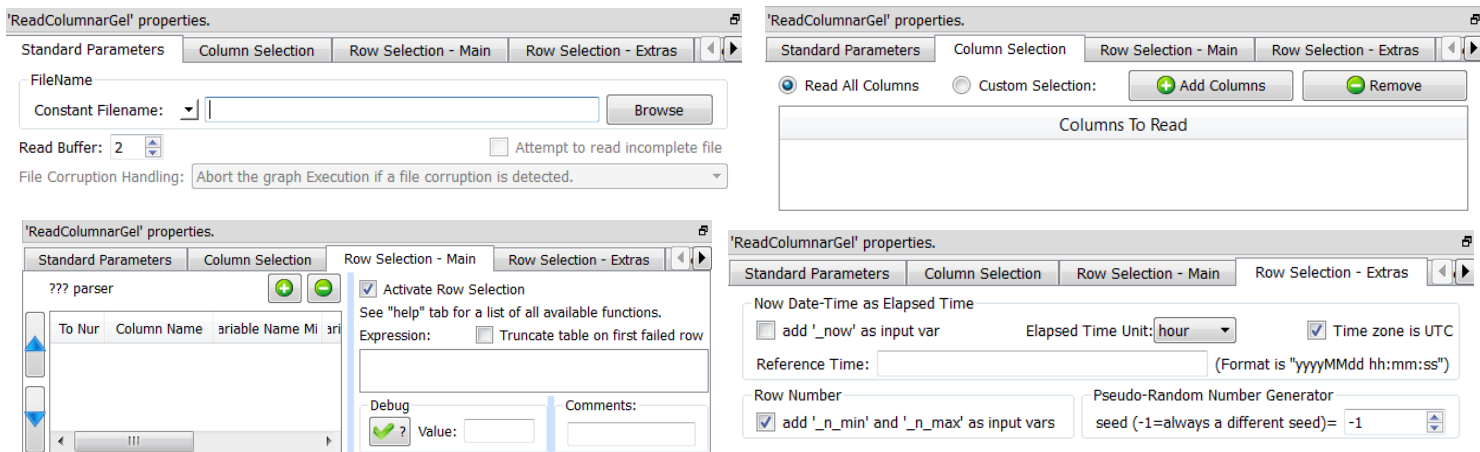 'ReadColumnarGel' properties.
Standard Parameters Column Selection Row Selection - Main Row Selection - Extras
FileName
Constant Filename: Browse
Read Buffer: 2 Attempt to read incomplete file
File Corruption Handling: Abort the graph Execution if a file corruption is detected.
'ReadColumnarGel' properties.
Standard Parameters Column Selection Row Selection - Main Row Selection - Extras
Read All Columns Custom Selection: Add Columns Remove
Columns To Read
'ReadColumnarGel' properties.
Standard Parameters Column Selection Row Selection - Main Row Selection - Extras
??? parser
To Nur Column Name ariable Name Mi ari
Activate Row Selection
See "help" tab for a list of all available functions.
Expression: Truncate table on first failed row
Debug
? Value:
Comments:
'ReadColumnarGel' properties.
Standard Parameters Column Selection Row Selection - Main Row Selection - Extras
Now Date-Time as Elapsed Time
add '_now' as input var Elapsed Time Unit: hour Time zone is UTC
Reference Time: (Format is "yyyyMMdd hh:mm:ss")
Row Number
add '_n_min' and '_n_max' as input vars
Pseudo-Random Number Generator
seed (-1=always a different seed)= -1